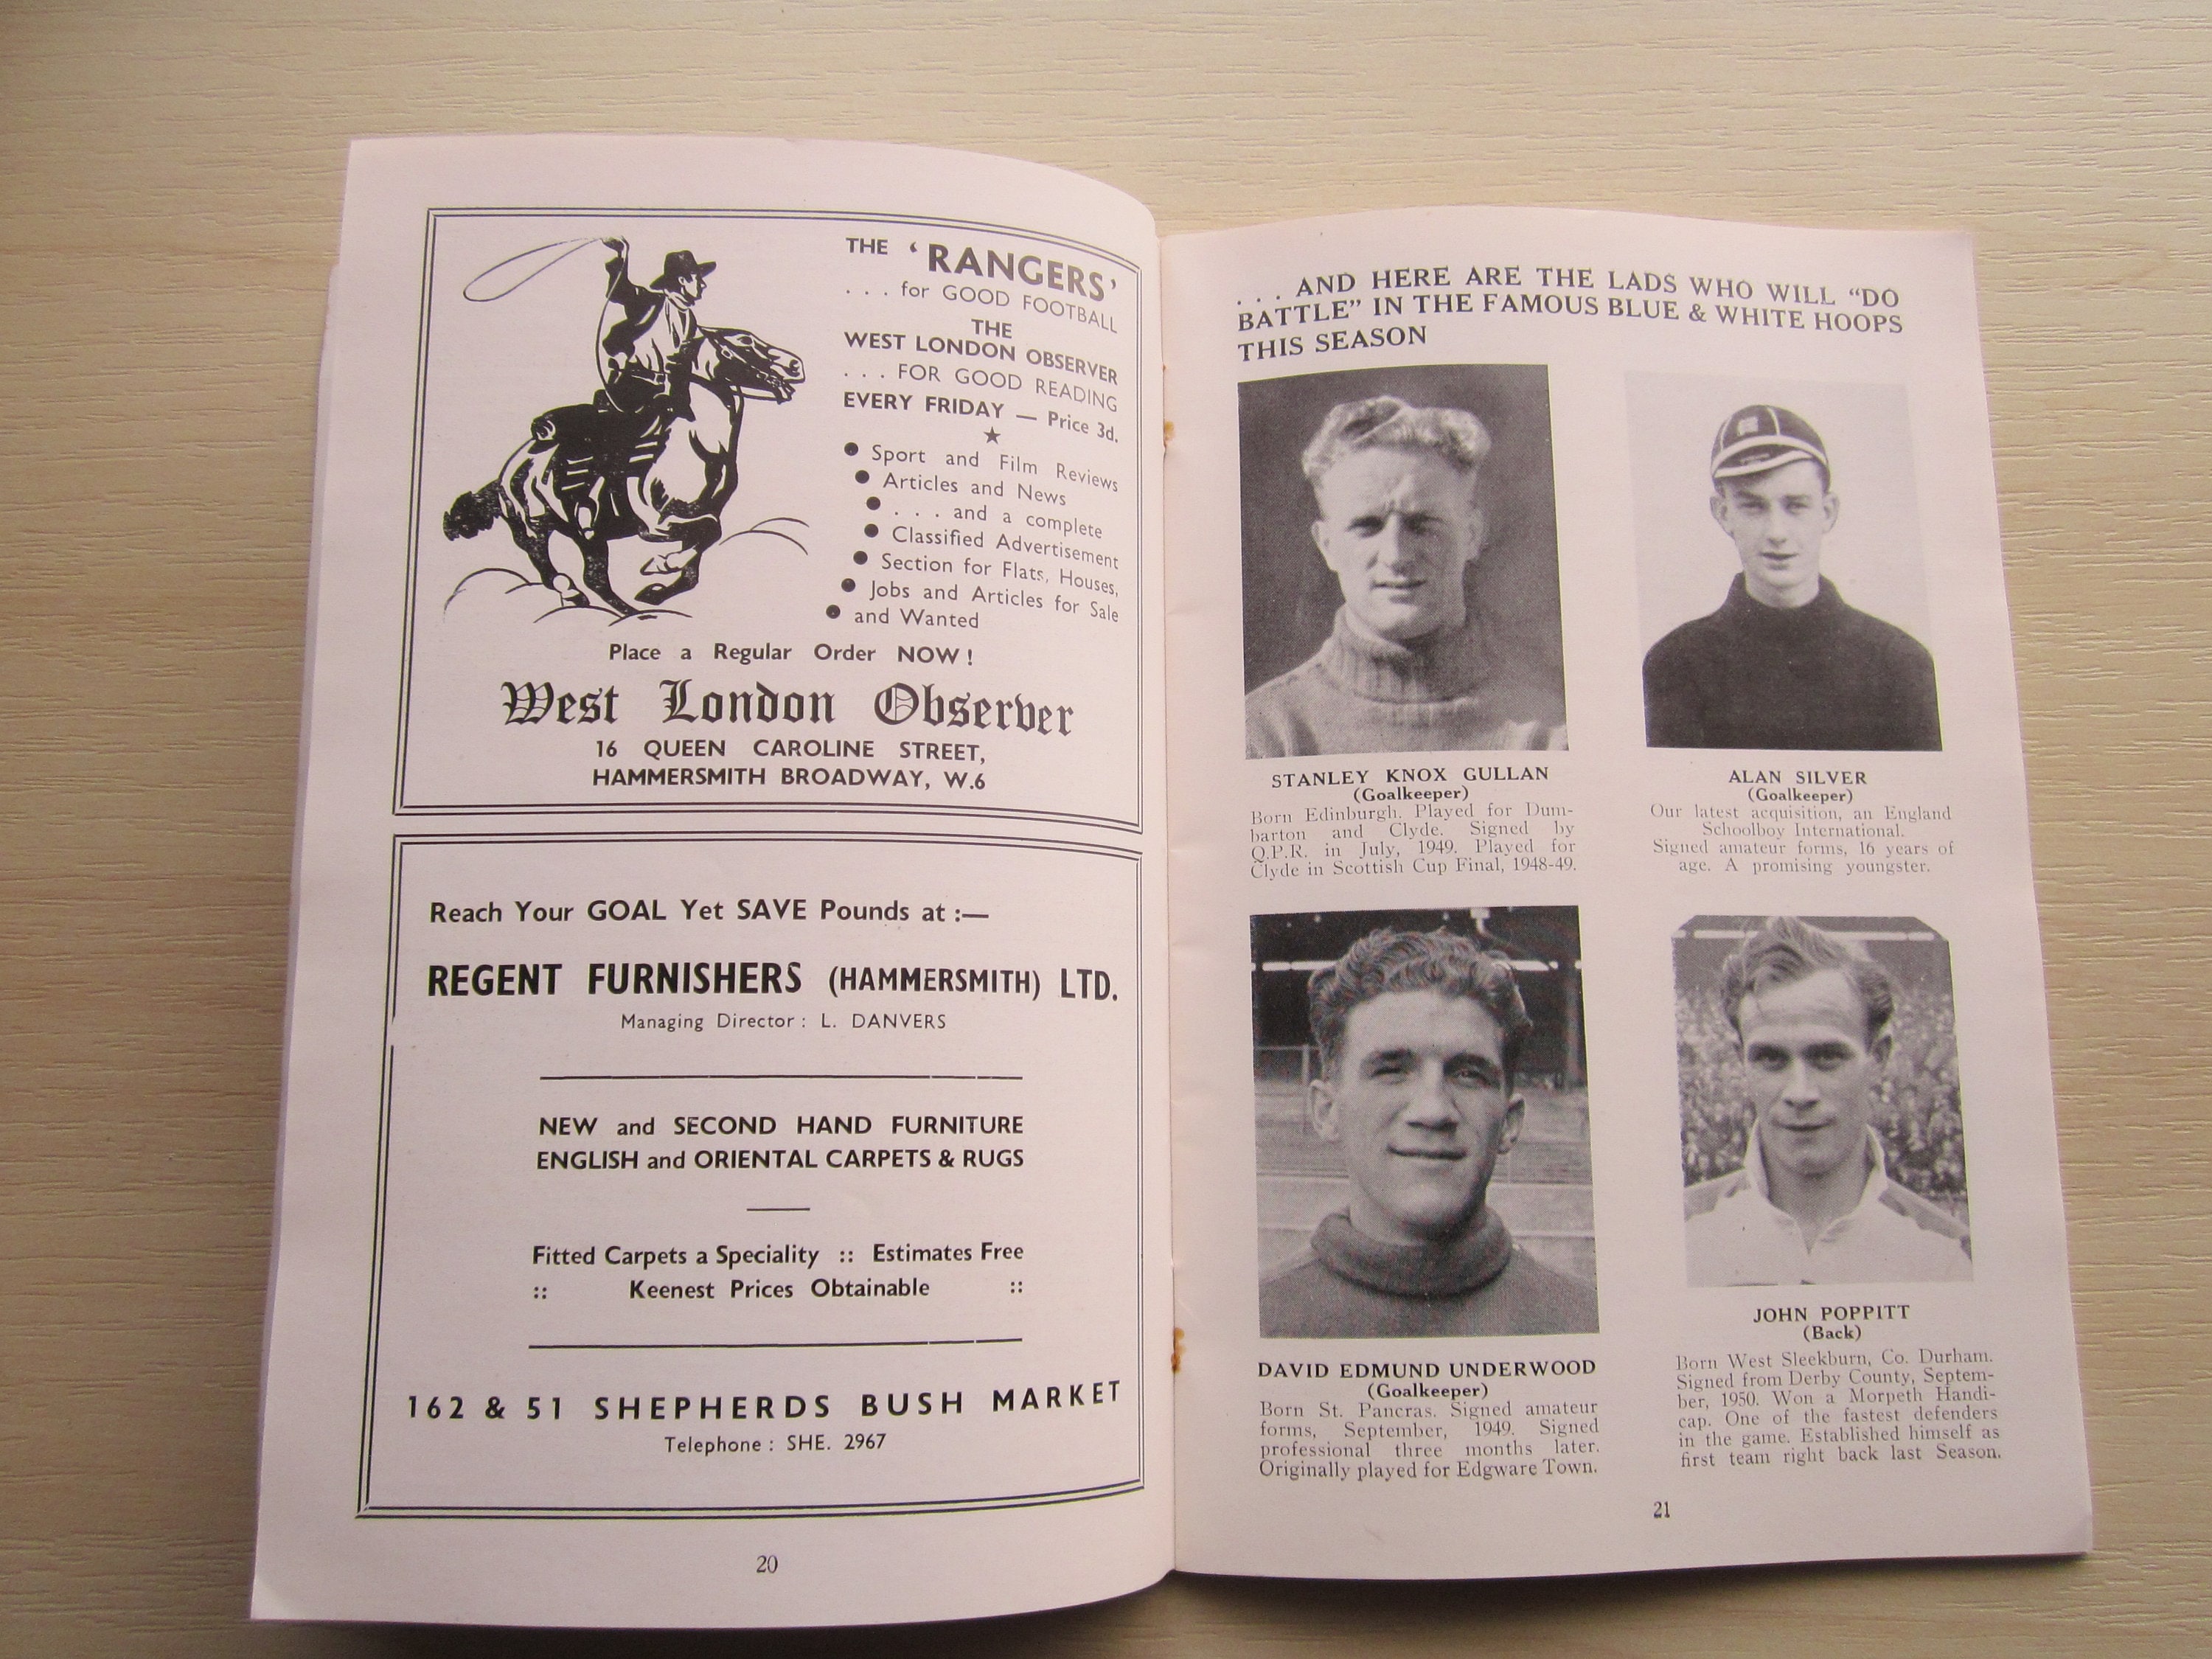 THE ‘RANGERS’
. . . for GOOD FOOTBALL
THE
WEST LONDON OBSERVER
. . . FOR GOOD READING
EVERY FRIDAY — Price 3d.
★
● Sport and Film Reviews
● Articles and News
● . . . and a complete
● Classified Advertisement
● Section for Flats, Houses,
● Jobs and Articles for Sale
● and Wanted
Place a Regular Order NOW !
West London Observer
16 QUEEN CAROLINE STREET,
HAMMERSMITH BROADWAY, W.6
Reach Your GOAL Yet SAVE Pounds at :—
REGENT FURNISHERS (HAMMERSMITH) LTD.
Managing Director : L. DANVERS
NEW and SECOND HAND FURNITURE
ENGLISH and ORIENTAL CARPETS & RUGS
Fitted Carpets a Speciality :: Estimates Free
:: Keenest Prices Obtainable ::
162 & 51 SHEPHERDS BUSH MARKET
Telephone : SHE. 2967
20
. . . AND HERE ARE THE LADS WHO WILL “DO
BATTLE” IN THE FAMOUS BLUE & WHITE HOOPS
THIS SEASON
STANLEY KNOX GULLAN
(Goalkeeper)
Born Edinburgh. Played for Dum-
barton and Clyde. Signed by
Q.P.R. in July, 1949. Played for
Clyde in Scottish Cup Final, 1948-49.
ALAN SILVER
(Goalkeeper)
Our latest acquisition, an England
Schoolboy International.
Signed amateur forms, 16 years of
age. A promising youngster.
DAVID EDMUND UNDERWOOD
(Goalkeeper)
Born St. Pancras. Signed amateur
forms, September, 1949. Signed
professional three months later.
Originally played for Edgware Town.
JOHN POPPITT
(Back)
Born West Sleekburn, Co. Durham.
Signed from Derby County, Septem-
ber, 1950. Won a Morpeth Handi-
cap. One of the fastest defenders
in the game. Established himself as
first team right back last Season.
21